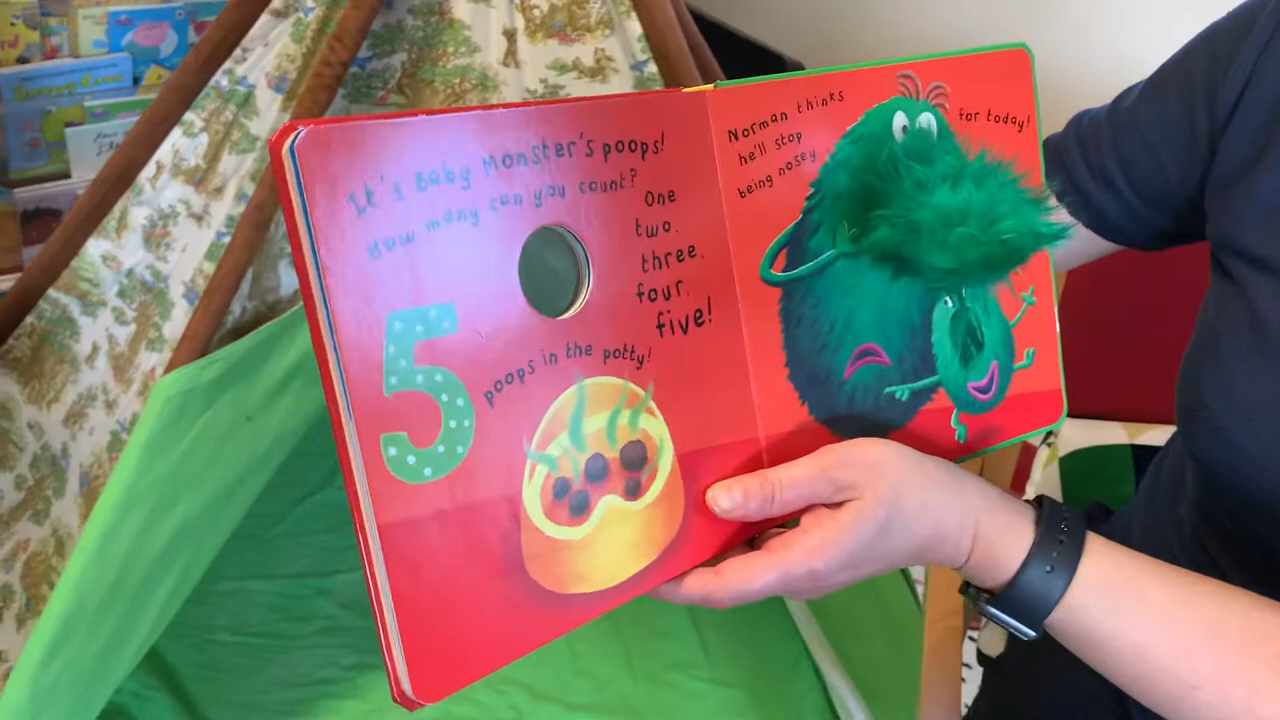 It's Baby Monster's poops!
How many can you count?
One
two,
three,
four,
five!
5
poops in the potty!
Norman thinks
he'll stop
being nosey
for today!